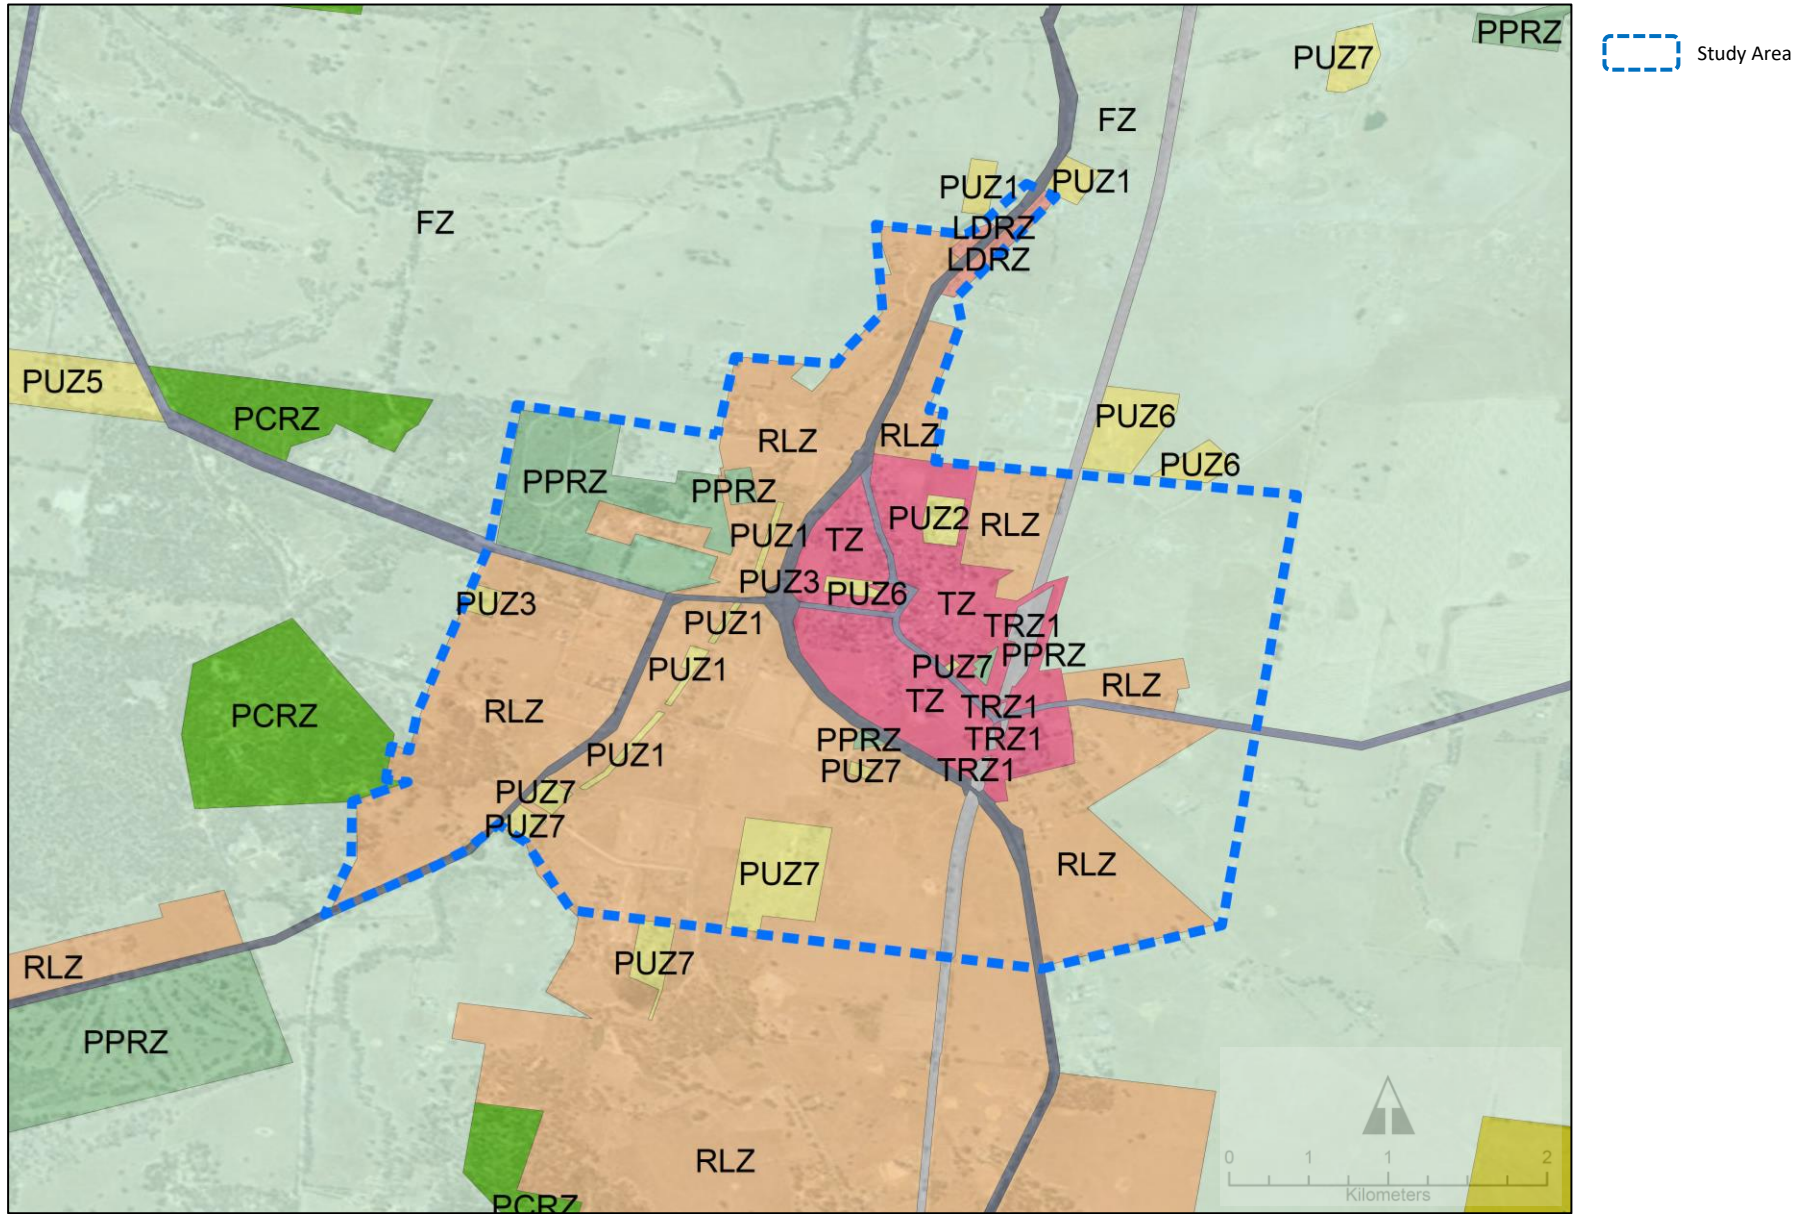 PPRZ
PUZ7
Study Area
FZ
PUZ1
PUZ1
FZ
LDRZ
LDRZ
PUZ5
PCRZ
PUZ6
RLZ
RLZ
PUZ6
PPRZ
PPRZ
PUZ2
RLZ
PUZ1
TZ
PUZ3
PUZ6
PUZ3
TZ
PUZ1
TRZ1
PPRZ
PUZ1
PUZ7
RLZ
PCRZ
RLZ
TZ
TRZ1
PUZ1
PPRZ
TRZ1
PUZ7
TRZ1
PUZ7
PUZ7
PUZ7
RLZ
RLZ
PUZ7
PPRZ
RLZ
PCRZ
0 1 1 2
Kilometers